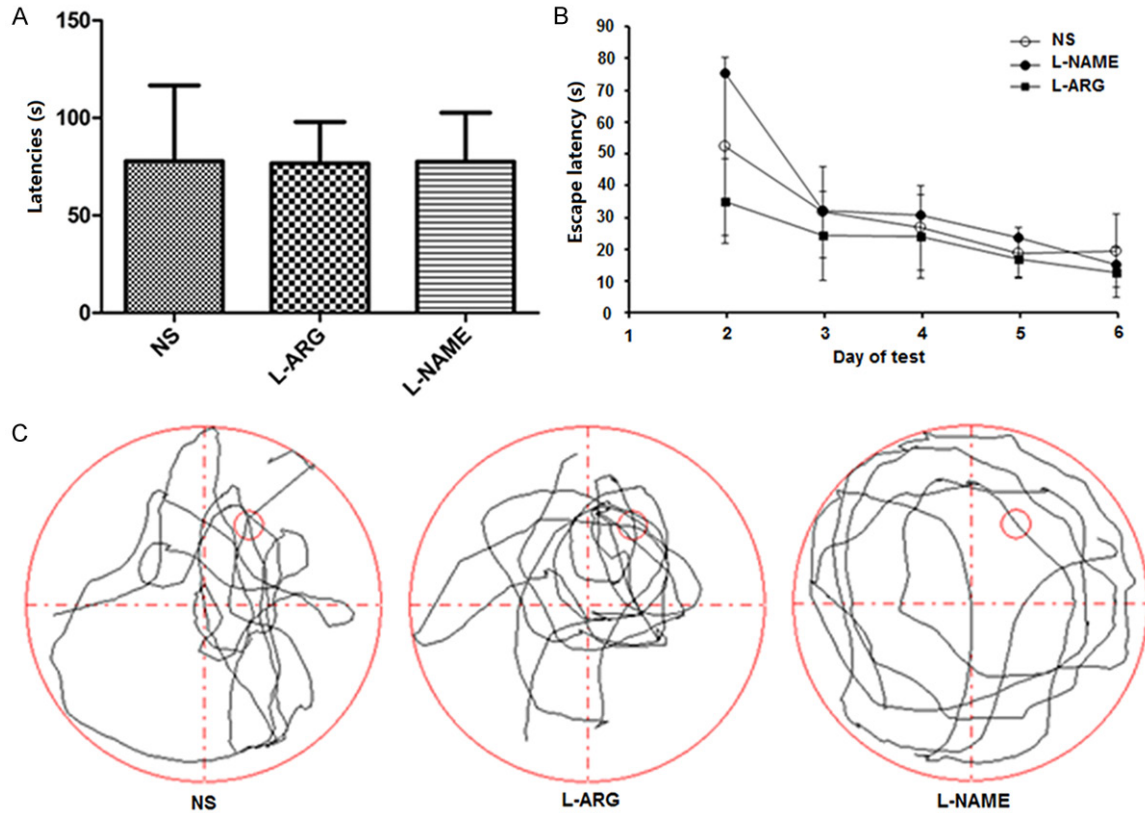 A
150
100
50
0
Latencies (s)
NS
L-ARG
L-NAME
B
90
80
70
60
50
40
30
20
10
0
Escape latency (s)
1 2 3 4 5 6
Day of test
NS
L-NAME
L-ARG
C
NS L-ARG L-NAME